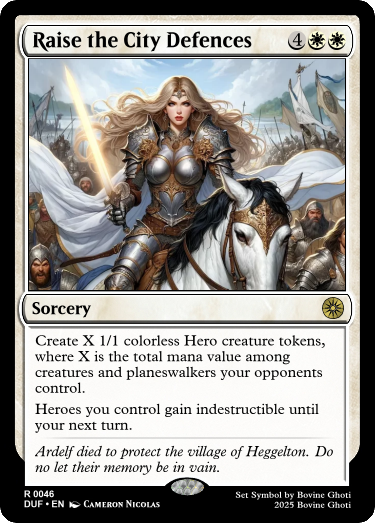 Raise the City Defences 4
Sorcery
Create X 1/1 colorless Hero creature tokens,
where X is the total mana value among
creatures and planeswalkers your opponents
control.
Heroes you control gain indestructible until
your next turn.
Ardelf died to protect the village of Heggelton. Do
no let their memory be in vain.
R 0046
DUF • EN Cameron Nicolas
Set Symbol by Bovine Ghoti
2025 Bovine Ghoti